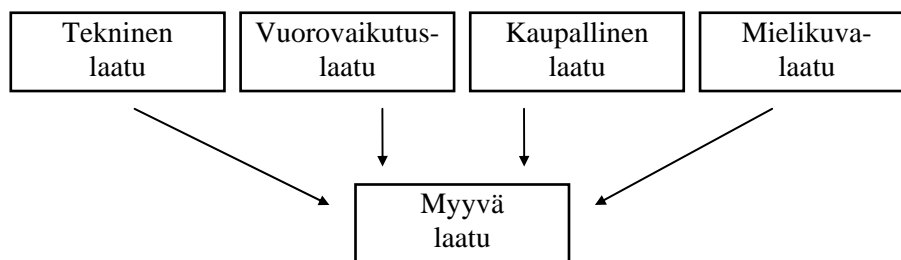 Tekninen
laatu
Vuorovaikutus-
laatu
Kaupallinen
laatu
Mielikuva-
laatu
Myyvä
laatu